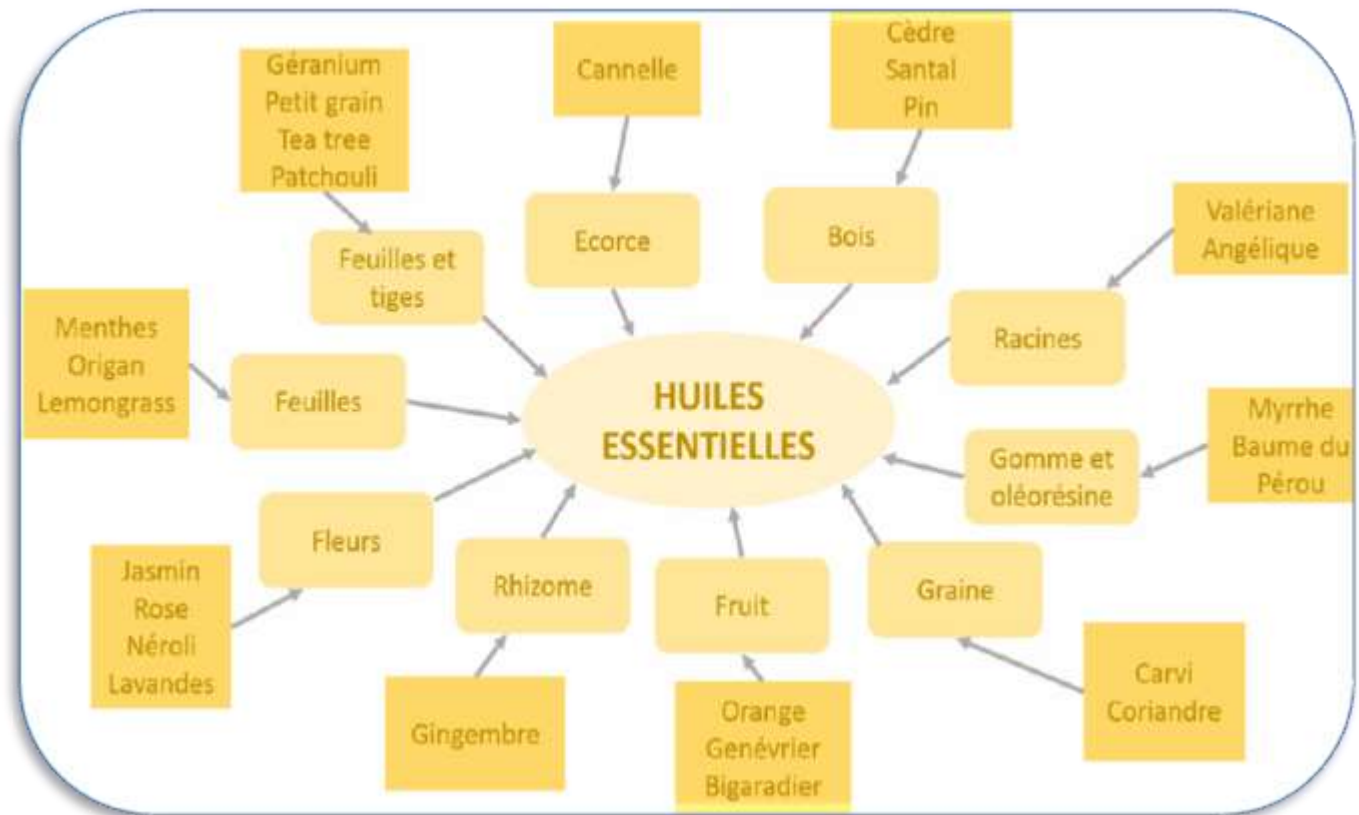 Géranium
Petit grain
Tea tree
Patchouli
Cannelle
Cèdre
Santal
Pin
Feuilles et
tiges
Ecorce
Bois
Valériane
Angélique
Menthes
Origan
Lemongrass
Feuilles
Racines
HUILES
ESSENTIELLES
Myrrhe
Baume du
Pérou
Gomme et
oléorésine
Fleurs
Rhizome
Fruit
Graine
Jasmin
Rose
Néroli
Lavandes
Gingembre
Orange
Genévrier
Bigaradier
Carvi
Coriandre